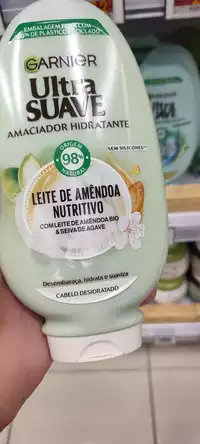 EMBALAGEM FEITA COM
% DE PLÁSTICO RECICLADO*
GARNIER
Ultra
SUAVE
AMACIADOR HIDRATANTE
ORIGEM
98%
NATURAL
SEM SILICONES**
LEITE DE AMÊNDOA
NUTRITIVO
COM LEITE DE AMÊNDOA BIO
& SEIVA DE AGAVE
Desembaraça, hidrata e suaviza
CABELO DESIDRATADO